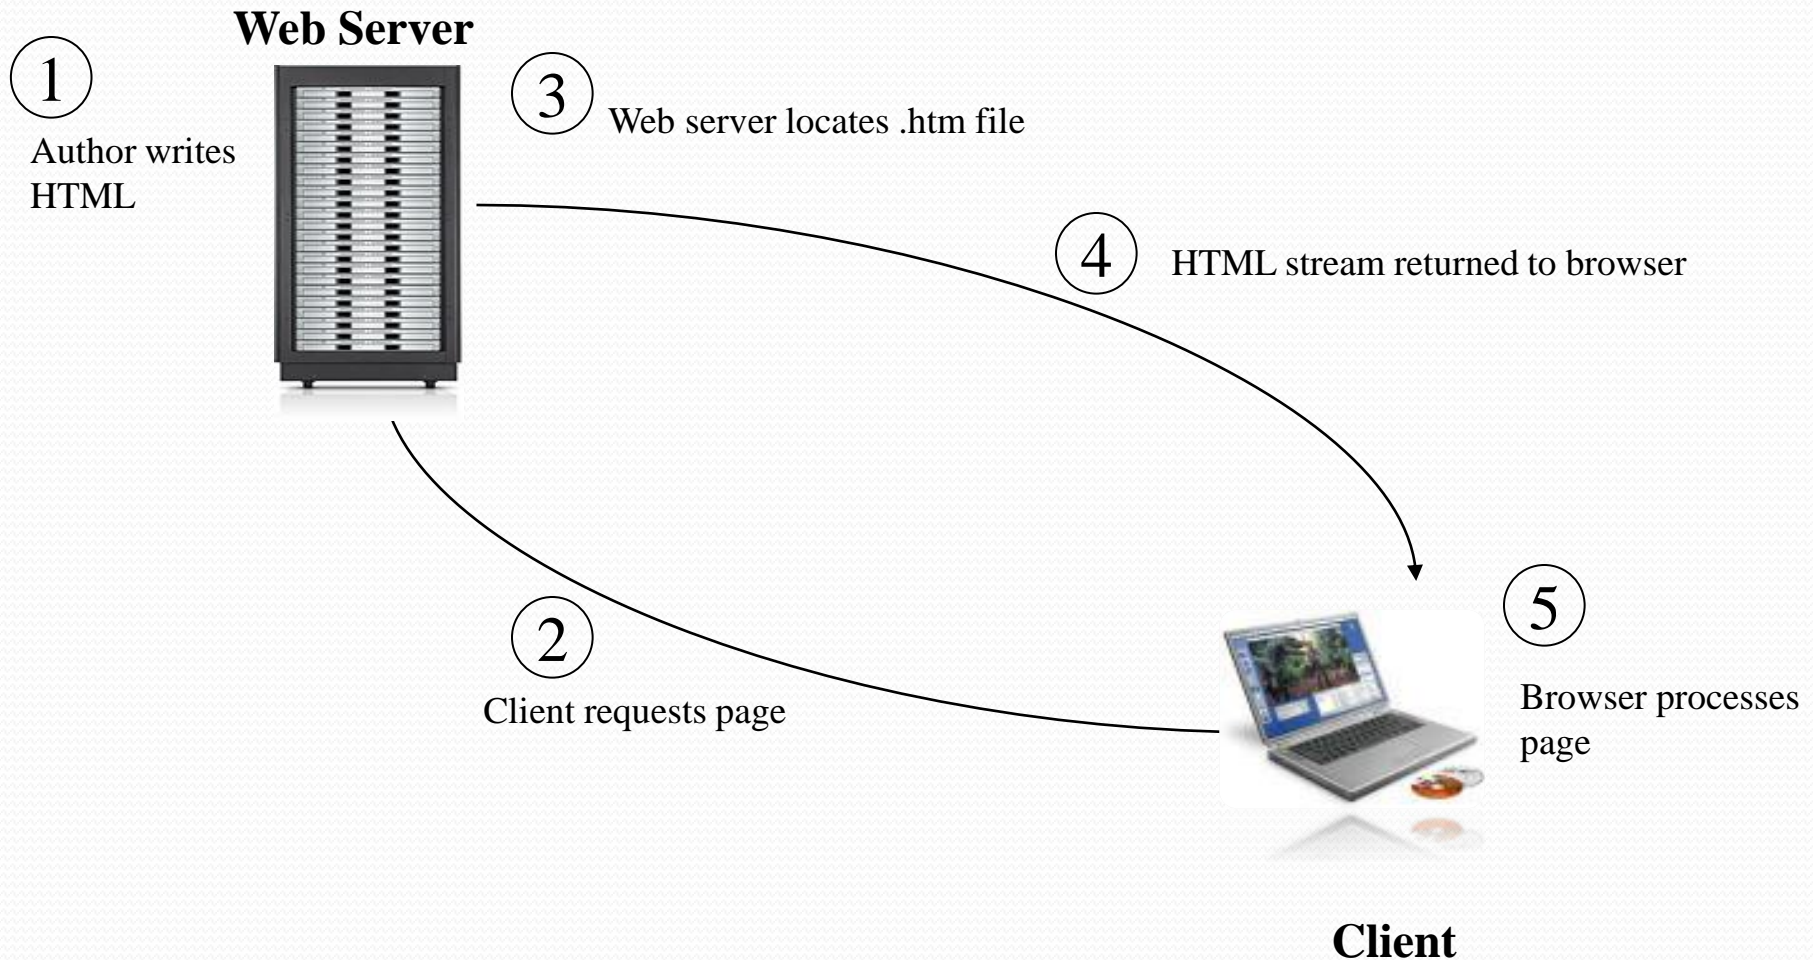 Web Server
1
Author writes
HTML
3
Web server locates .htm file
4
HTML stream returned to browser
2
Client requests page
5
Browser processes
page
Client